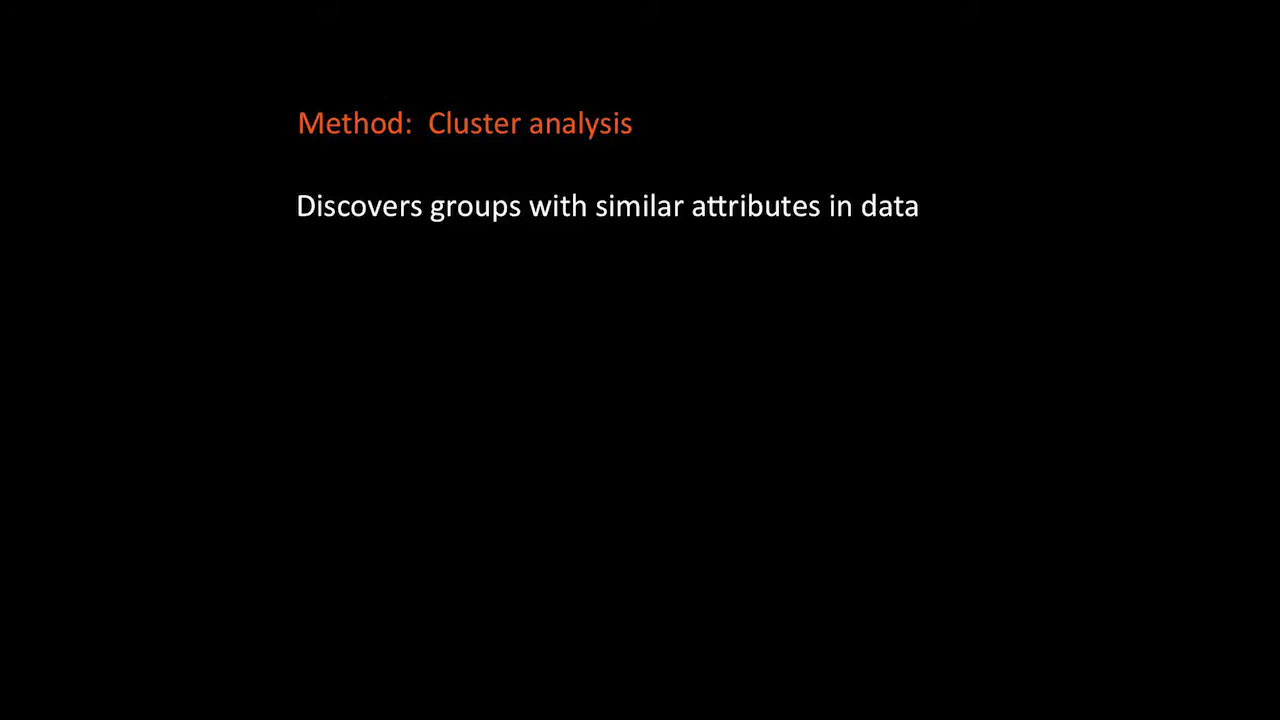 Method:  Cluster analysis
Discovers groups with similar attributes in data